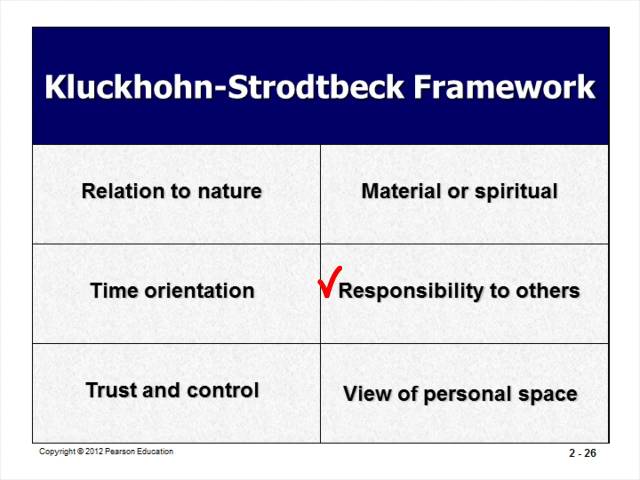 Kluckhohn-Strodtbeck Framework
Relation to nature
Material or spiritual
Time orientation
✓Responsibility to others
Trust and control
View of personal space
Copyright © 2012 Pearson Education
2 - 26